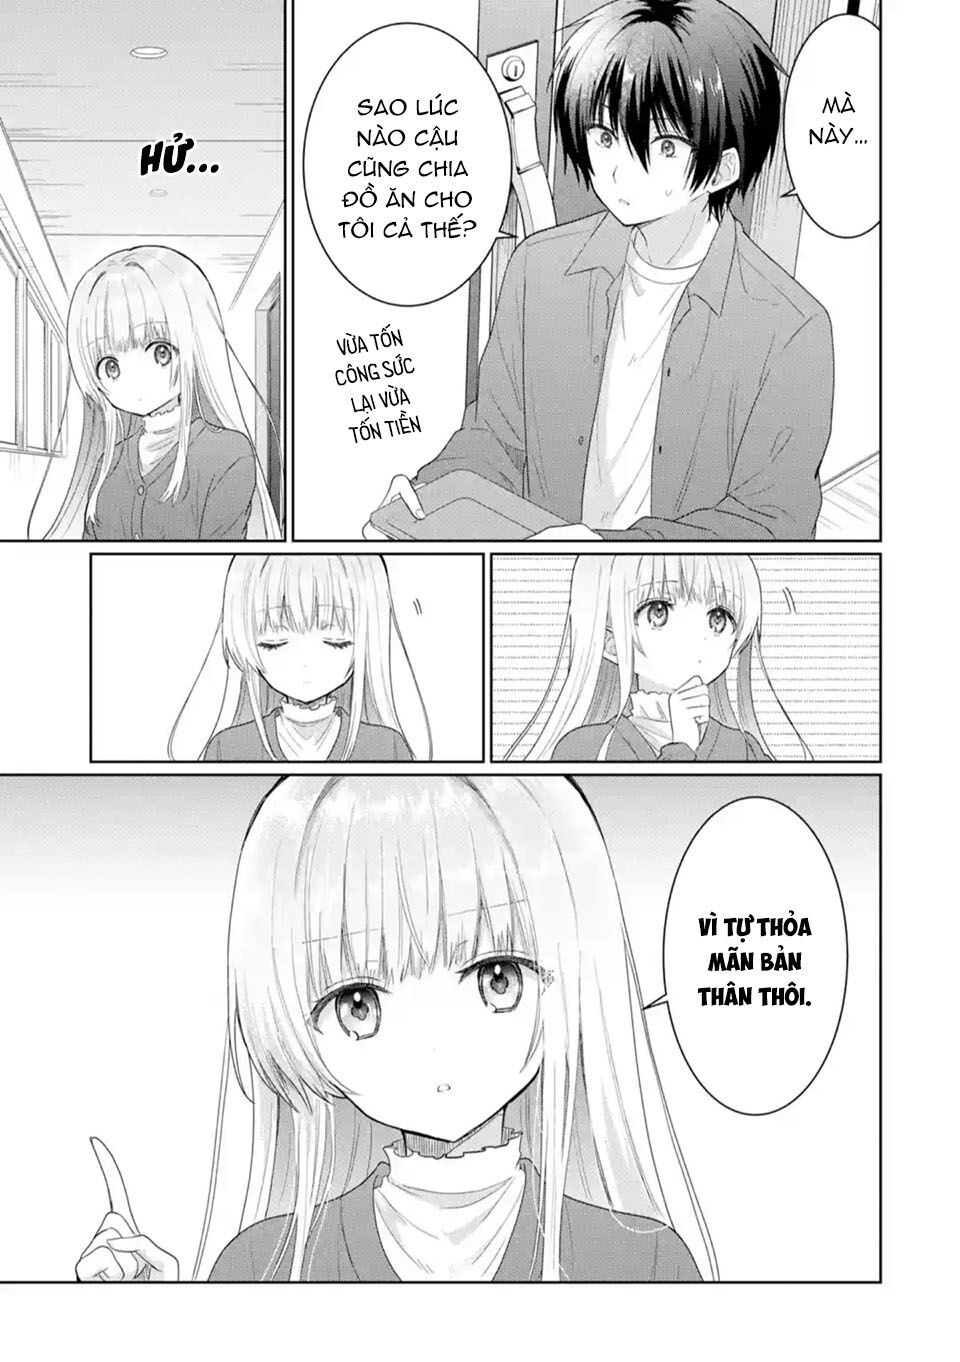 MÀ
NÀY...
SAO LÚC
NÀO CẬU
CŨNG CHIA
ĐỒ ĂN CHO
TÔI CẢ THẾ?
VỪA TỐN
CÔNG SỨC
LẠI VỪA
TỐN TIỀN
HỬ...
VÌ TỰ THỎA
MÃN BẢN
THÂN THÔI.